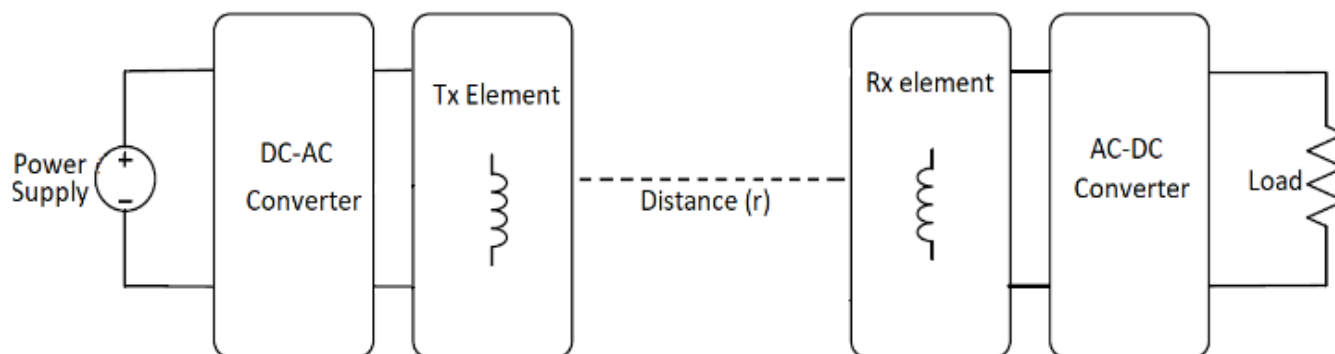 Power
Supply
+
−
DC-AC
Converter
Tx Element
Distance (r)
Rx element
AC-DC
Converter
Load